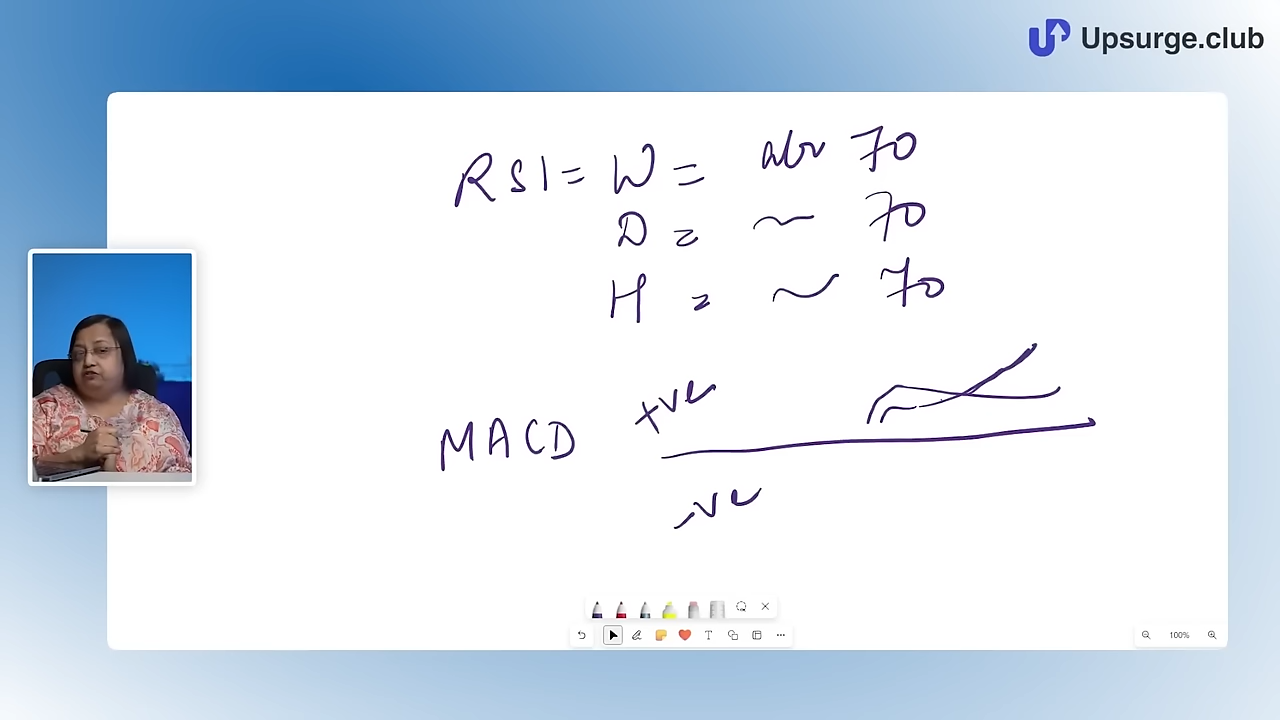 Upsurge.club
RSI = W = abv 70
D = ~ 70
H = ~ 70
MACD +ve
-ve
100%